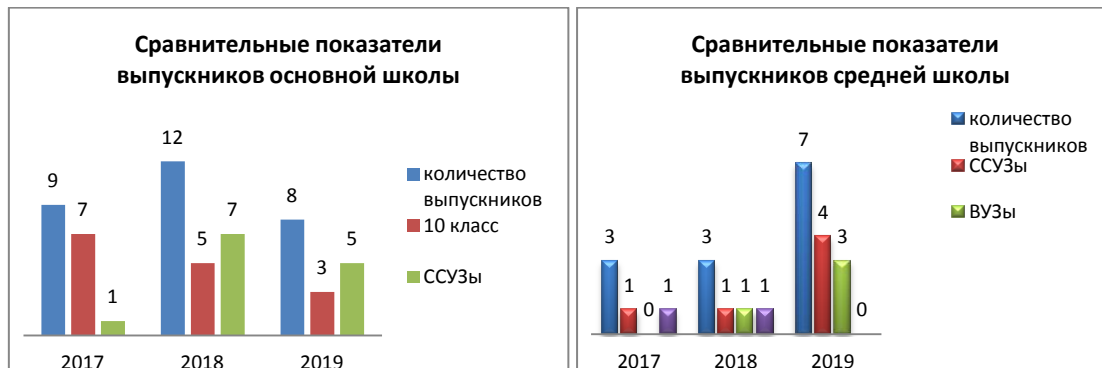 Сравнительные показатели
выпускников основной школы
9
7
1
12
5
7
8
3
5
2017
2018
2019
количество
выпускников
10 класс
ССУЗы
Сравнительные показатели
выпускников средней школы
3
1
0
1
3
1
1
1
7
4
3
0
2017
2018
2019
количество
выпускников
ССУЗы
ВУЗы